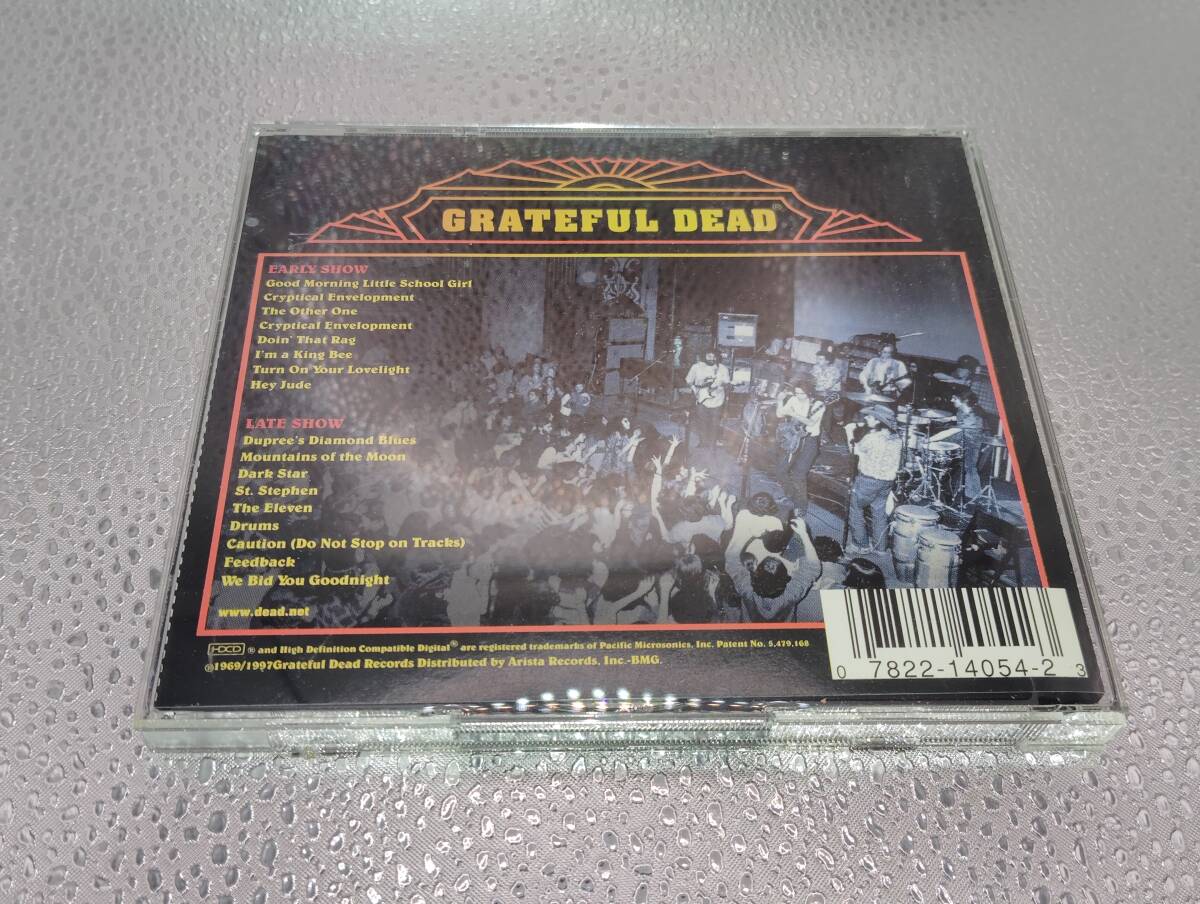 GRATEFUL DEAD®
EARLY SHOW
Good Morning Little School Girl
Cryptical Envelopment
The Other One
Cryptical Envelopment
Doin' That Rag
I'm a King Bee
Turn On Your Lovelight
Hey Jude
LATE SHOW
Dupree's Diamond Blues
Mountains of the Moon
Dark Star
St. Stephen
The Eleven
Drums
Caution (Do Not Stop on Tracks)
Feedback
We Bid You Goodnight
www.dead.net
HDCD ® and High Definition Compatible Digital® are registered trademarks of Pacific Microsonics, Inc. Patent No. 5,479,168
℗1969/1997Grateful Dead Records Distributed by Arista Records, Inc.-BMG.
0 7822-14054-2 3